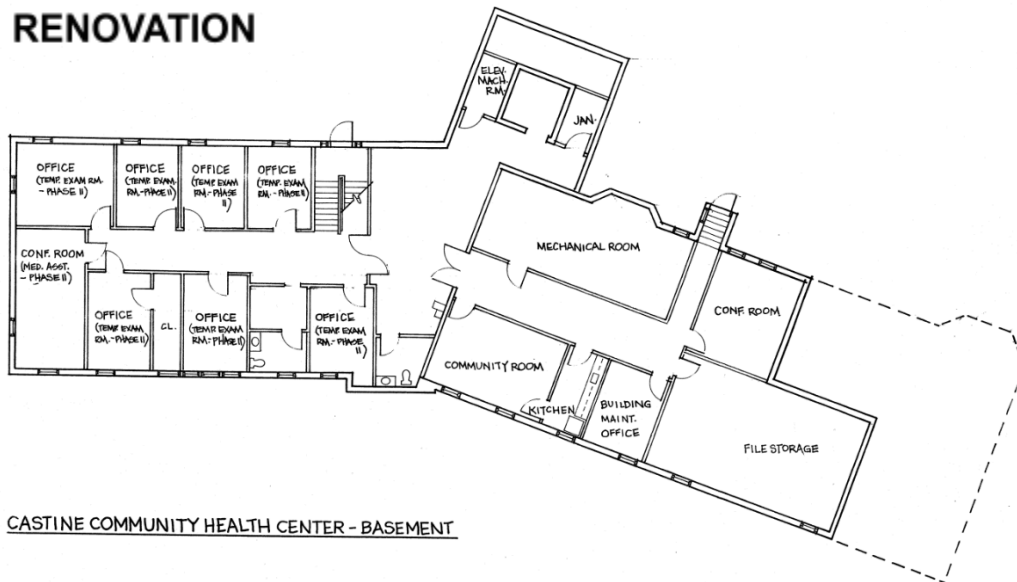 RENOVATION
ELEV.
MACH.
RM.
JAN.
OFFICE
(TEMP. EXAM RM.
- PHASE II)
OFFICE
(TEMP. EXAM
RM.-PHASE II)
OFFICE
(TEMP. EXAM
RM.-PHASE
II)
OFFICE
(TEMP. EXAM
RM.-PHASE II)
CONF. ROOM
(MED. ASST.
- PHASE II)
OFFICE
(TEMP. EXAM
RM.-PHASE II)
CL.
OFFICE
(TEMP. EXAM
RM.-PHASE II)
OFFICE
(TEMP. EXAM
RM.-PHASE
II)
MECHANICAL ROOM
CONF. ROOM
COMMUNITY ROOM
KITCHEN
BUILDING
MAINT.
OFFICE
FILE STORAGE
CASTINE COMMUNITY HEALTH CENTER - BASEMENT